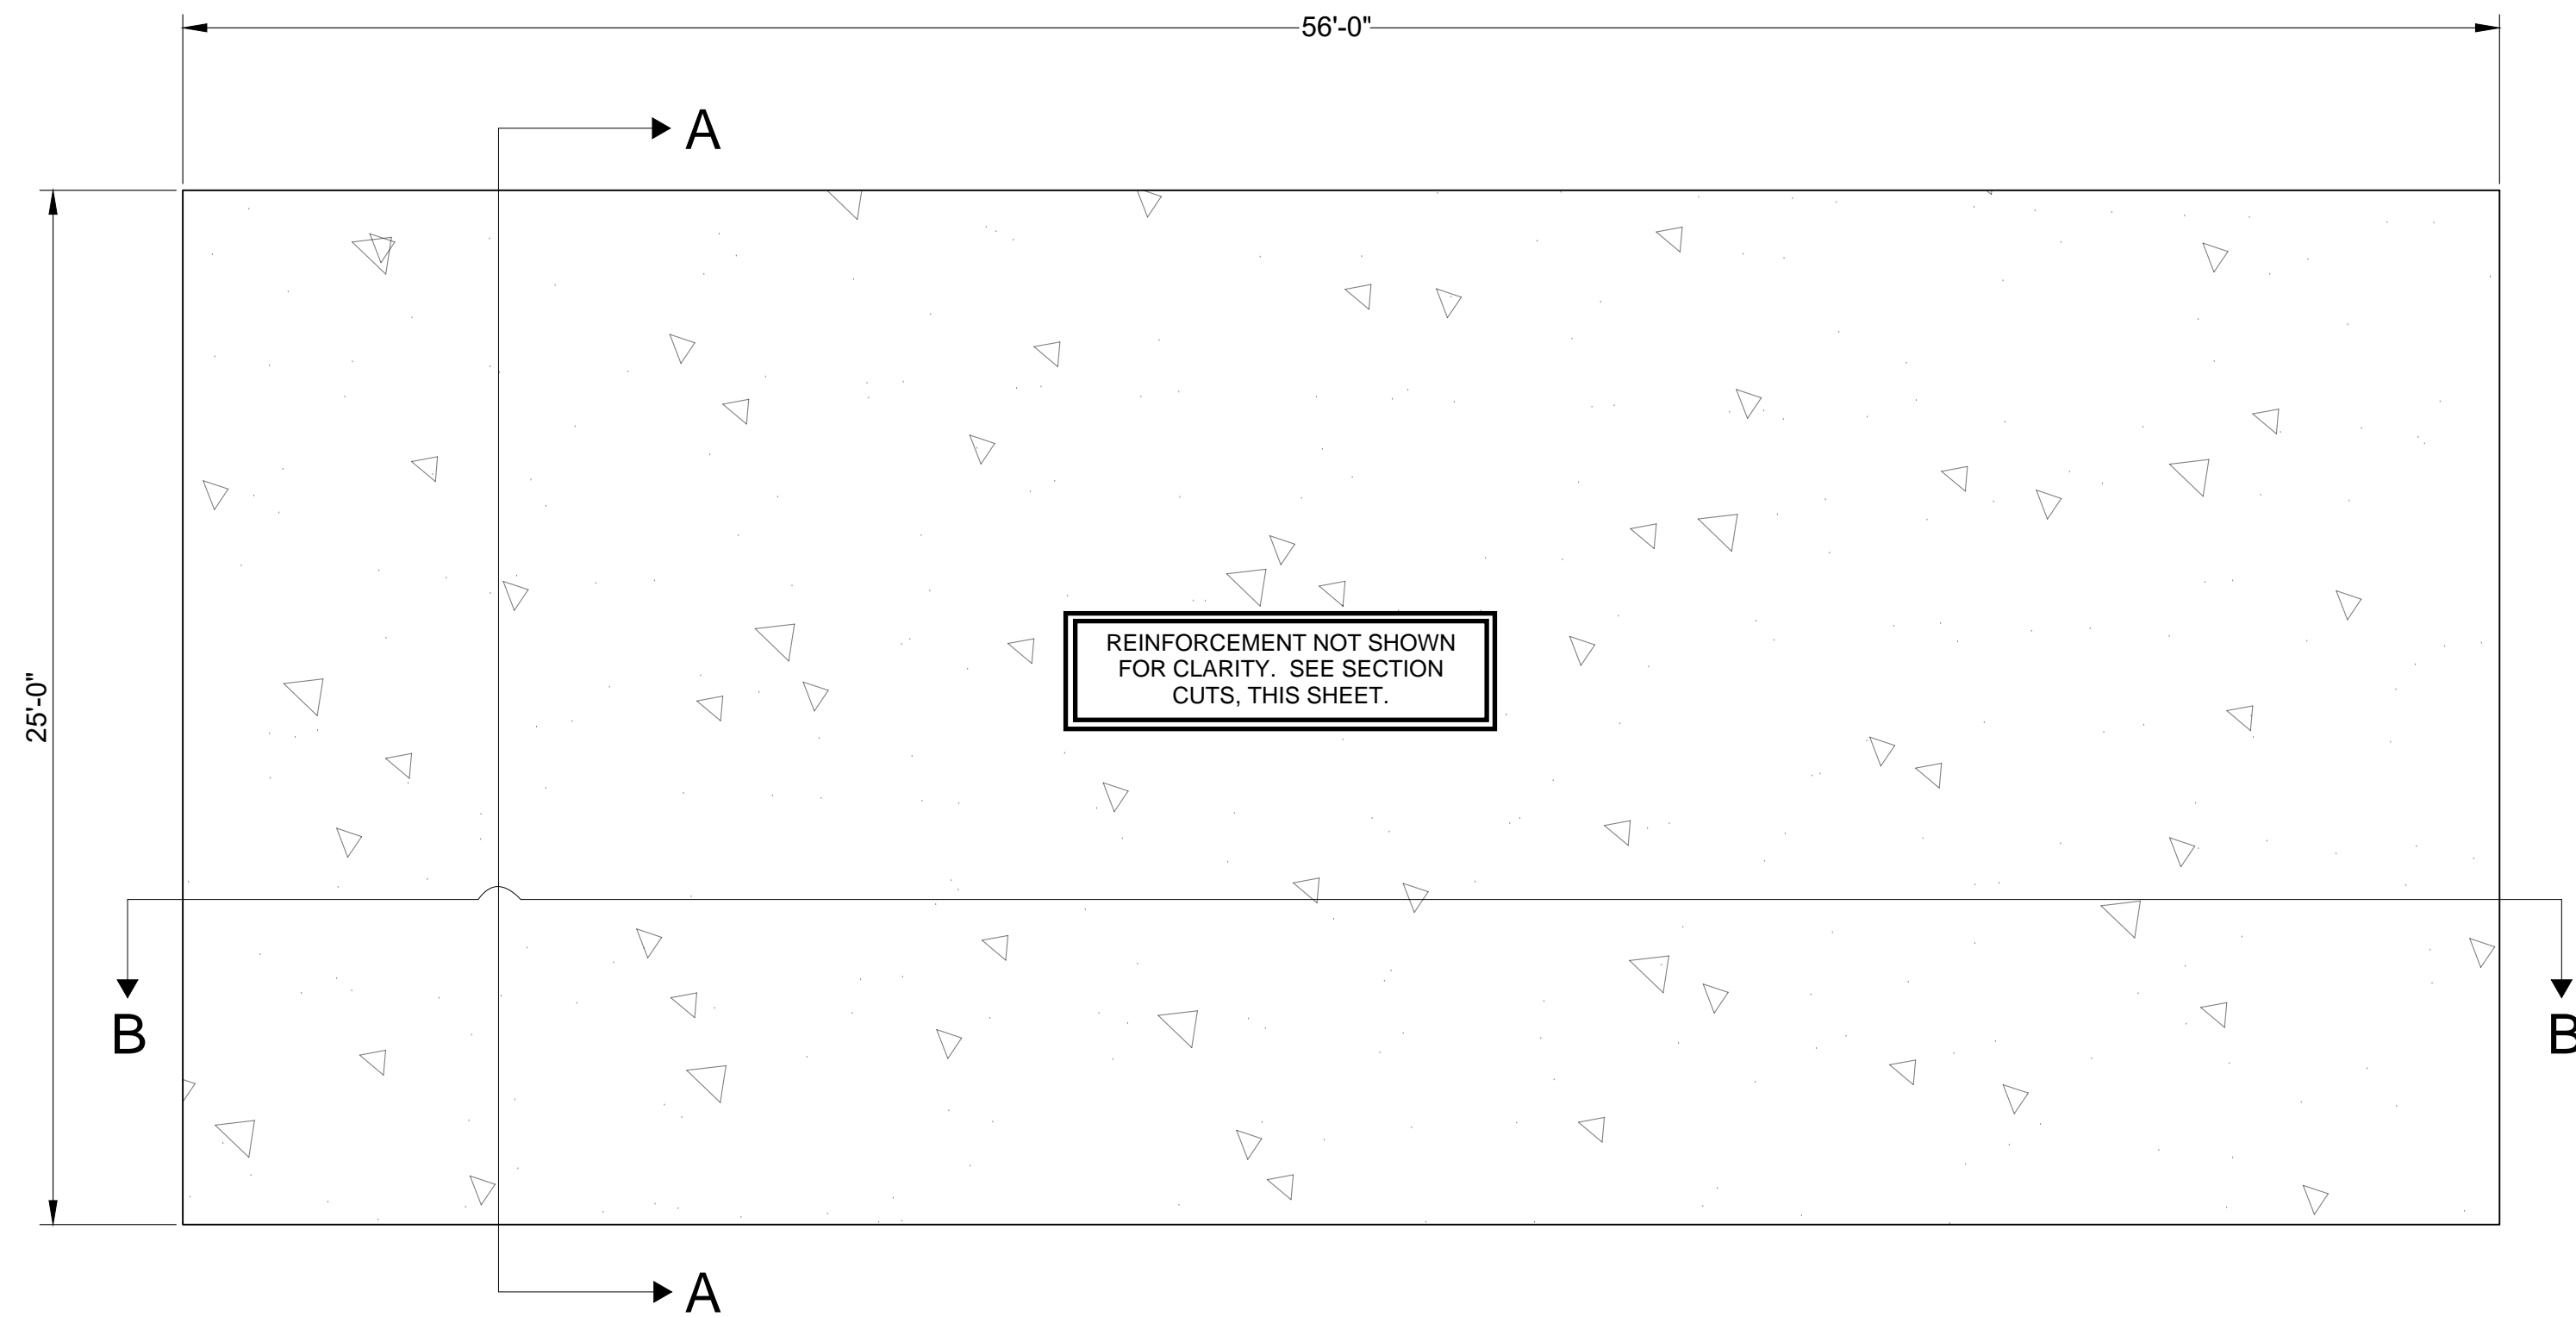 56'-0"
A
25'-0"
REINFORCEMENT NOT SHOWN
FOR CLARITY.  SEE SECTION
CUTS, THIS SHEET.
B
B
A